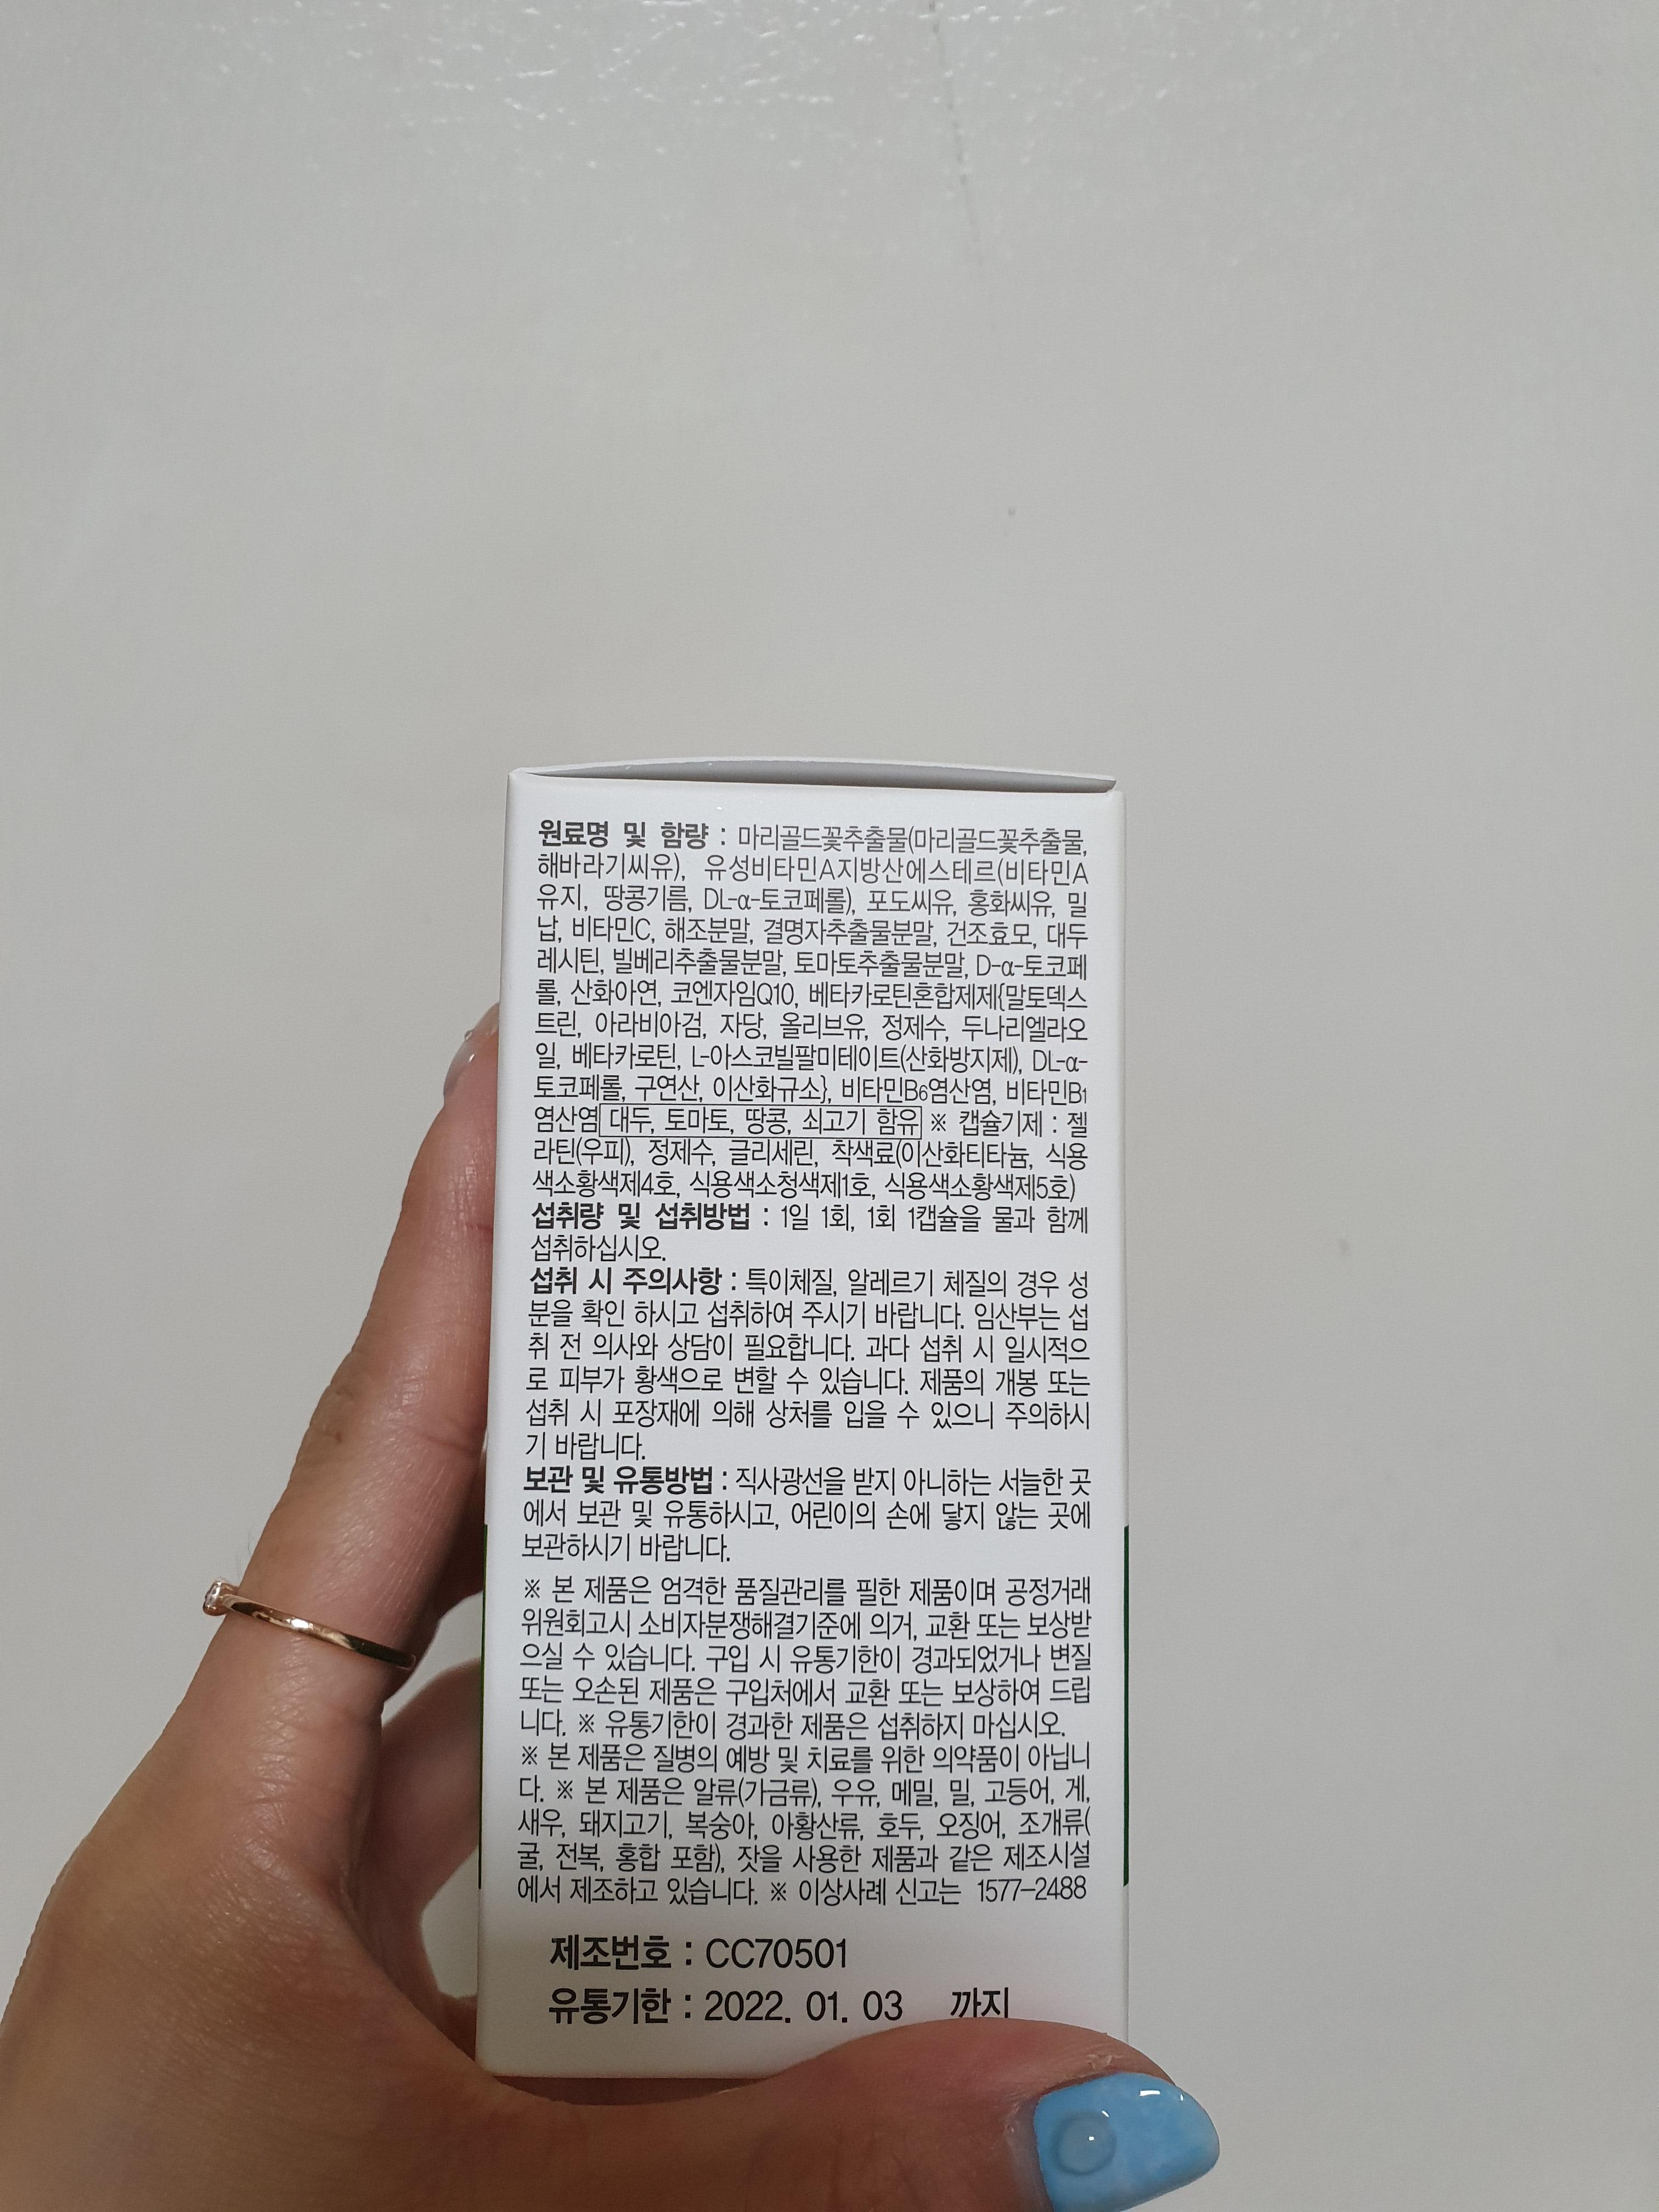 원료명 및 함량 : 마리골드꽃추출물(마리골드꽃추출물,
해바라기씨유), 유성비타민A지방산에스테르(비타민A
유지, 땅콩기름, DL-α-토코페롤), 포도씨유, 홍화씨유, 밀
납, 비타민C, 해조분말, 결명자추출물분말, 건조효모, 대두
레시틴, 빌베리추출물분말, 토마토추출물분말, D-α-토코페
롤, 산화아연, 코엔자임Q10, 베타카로틴혼합제제{말토덱스
트린, 아라비아검, 자당, 올리브유, 정제수, 두나리엘라오
일, 베타카로틴, L-아스코빌팔미테이트(산화방지제), DL-α-
토코페롤, 구연산, 이산화규소}, 비타민B6염산염, 비타민B1
염산염 대두, 토마토, 땅콩, 쇠고기 함유 ※ 캡슐기제 : 젤
라틴(우피), 정제수, 글리세린, 착색료(이산화티타늄, 식용
색소황색제4호, 식용색소청색제1호, 식용색소황색제5호)
섭취량 및 섭취방법 : 1일 1회, 1회 1캡슐을 물과 함께
섭취하십시오.
섭취 시 주의사항 : 특이체질, 알레르기 체질의 경우 성
분을 확인 하시고 섭취하여 주시기 바랍니다. 임산부는 섭
취 전 의사와 상담이 필요합니다. 과다 섭취 시 일시적으
로 피부가 황색으로 변할 수 있습니다. 제품의 개봉 또는
섭취 시 포장재에 의해 상처를 입을 수 있으니 주의하시
기 바랍니다.
보관 및 유통방법 : 직사광선을 받지 아니하는 서늘한 곳
에서 보관 및 유통하시고, 어린이의 손에 닿지 않는 곳에
보관하시기 바랍니다.
※ 본 제품은 엄격한 품질관리를 필한 제품이며 공정거래
위원회고시 소비자분쟁해결기준에 의거, 교환 또는 보상받
으실 수 있습니다. 구입 시 유통기한이 경과되었거나 변질
또는 오손된 제품은 구입처에서 교환 또는 보상하여 드립
니다. ※ 유통기한이 경과한 제품은 섭취하지 마십시오.
※ 본 제품은 질병의 예방 및 치료를 위한 의약품이 아닙니
다. ※ 본 제품은 알류(가금류), 우유, 메밀, 밀, 고등어, 게,
새우, 돼지고기, 복숭아, 아황산류, 호두, 오징어, 조개류(
굴, 전복, 홍합 포함), 잣을 사용한 제품과 같은 제조시설
에서 제조하고 있습니다. ※ 이상사례 신고는 1577-2488
제조번호 : CC70501
유통기한 : 2022. 01. 03 까지